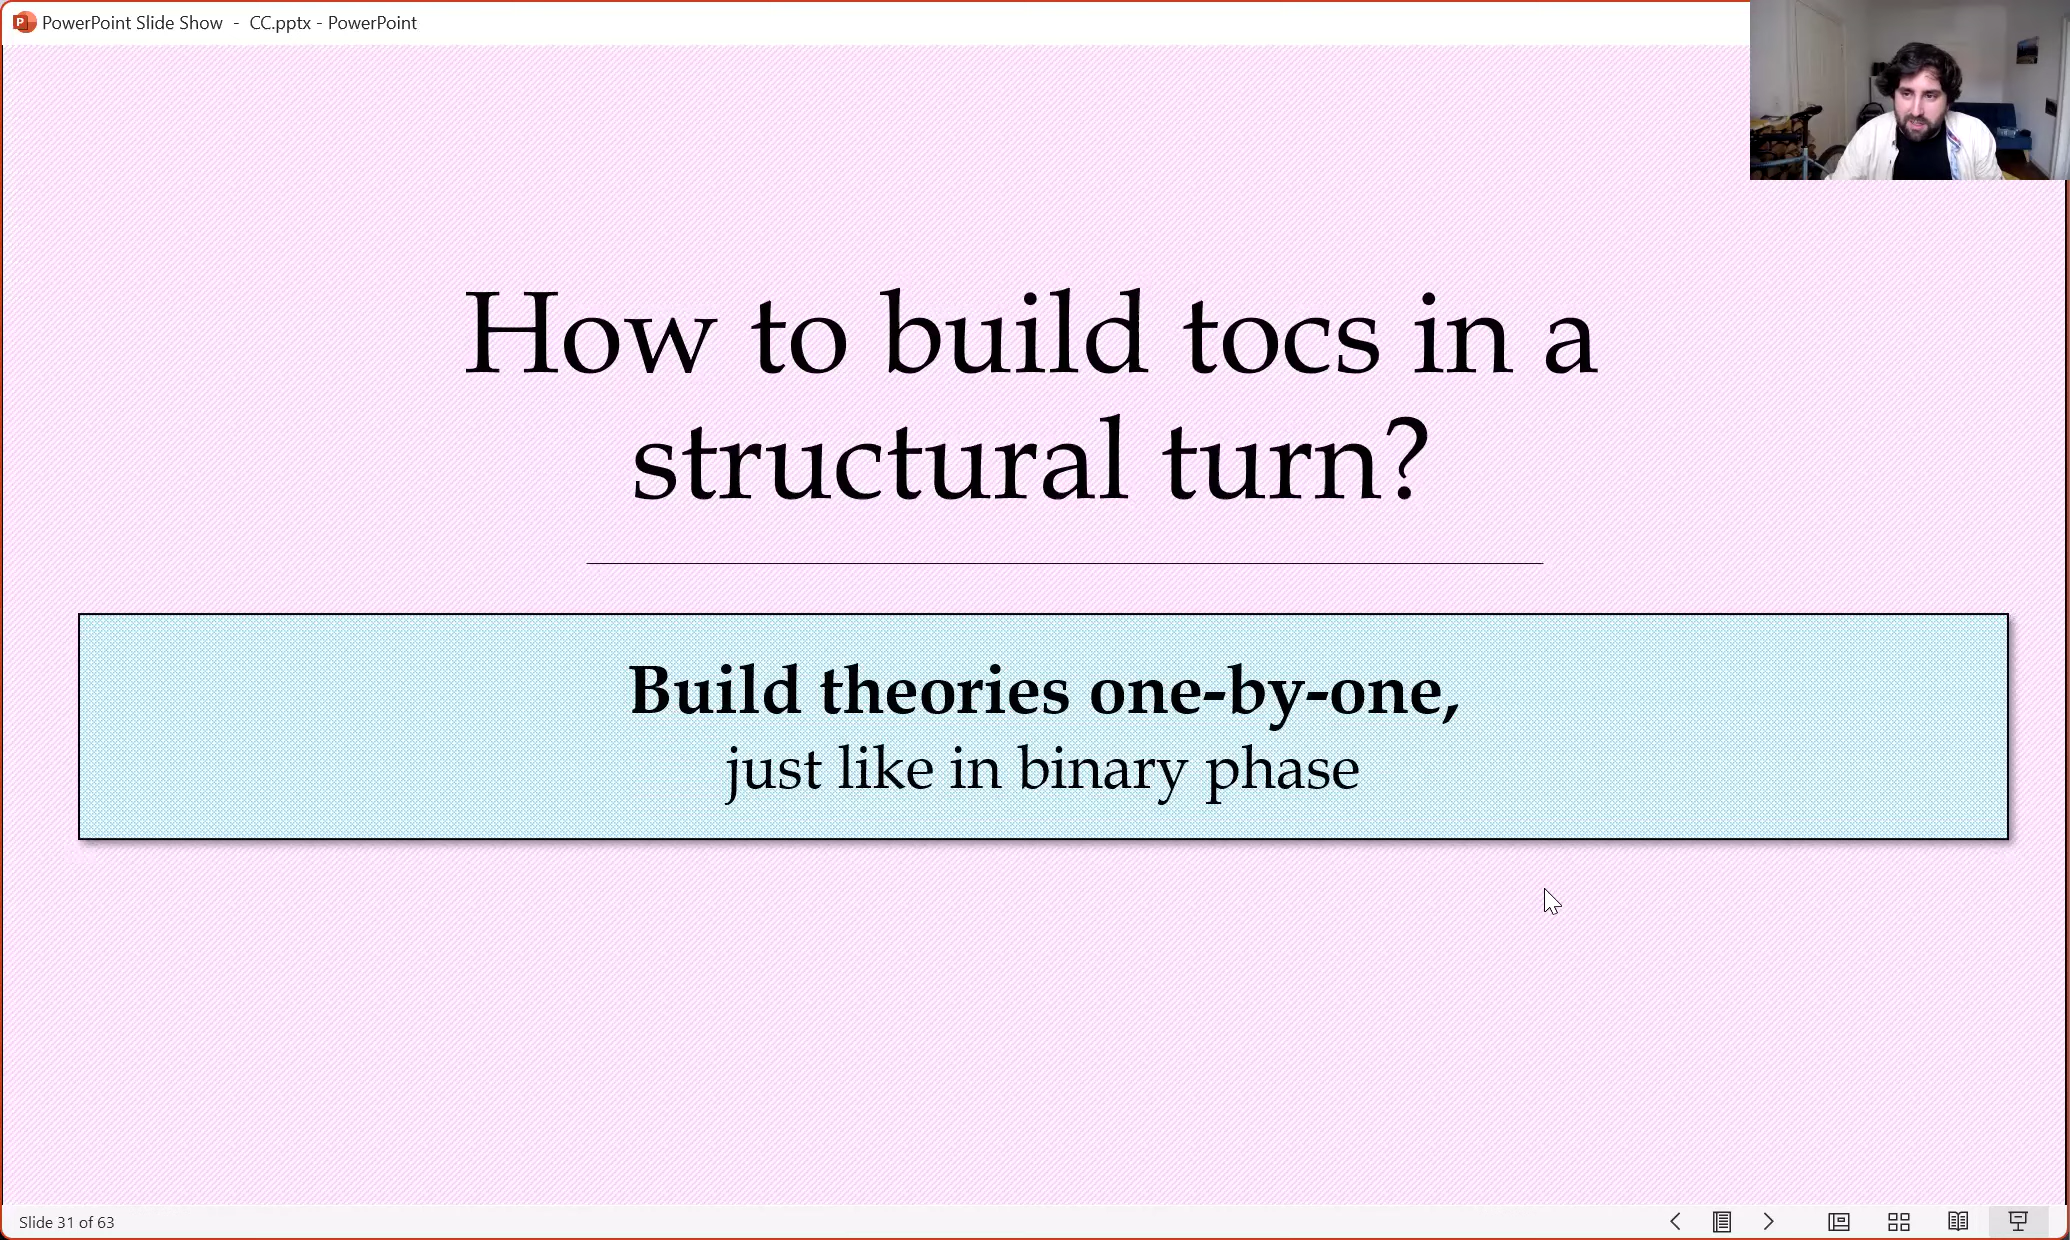 PowerPoint Slide Show - CC.pptx - PowerPoint
How to build tocs in a
structural turn?
Build theories one-by-one,
just like in binary phase
Slide 31 of 63